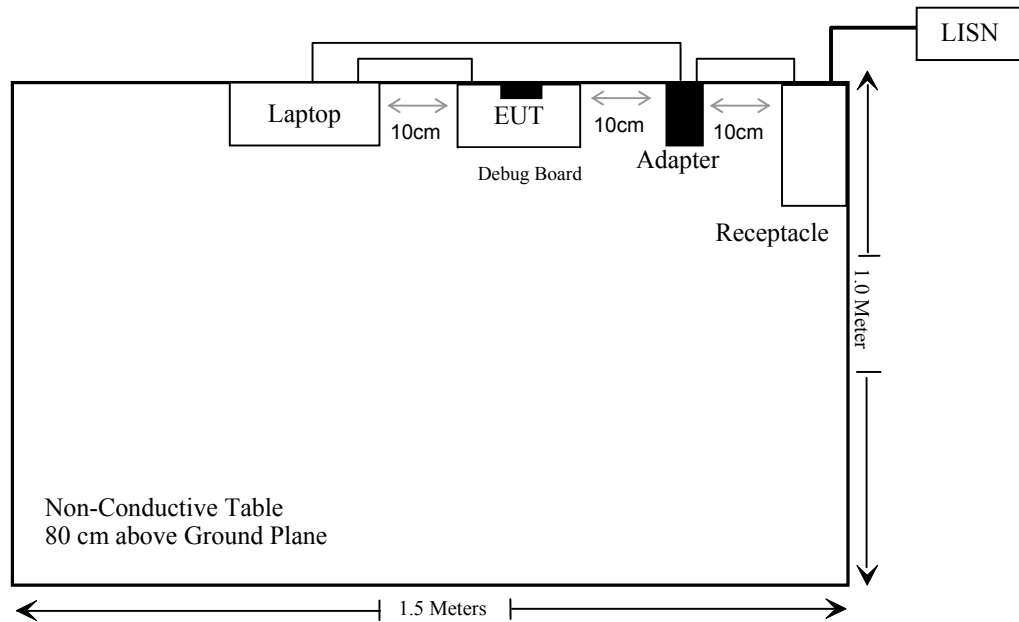 LISN
Laptop
EUT
10cm
10cm
10cm
Adapter
Debug Board
Receptacle
1.0 Meter
Non-Conductive Table
80 cm above Ground Plane
1.5 Meters